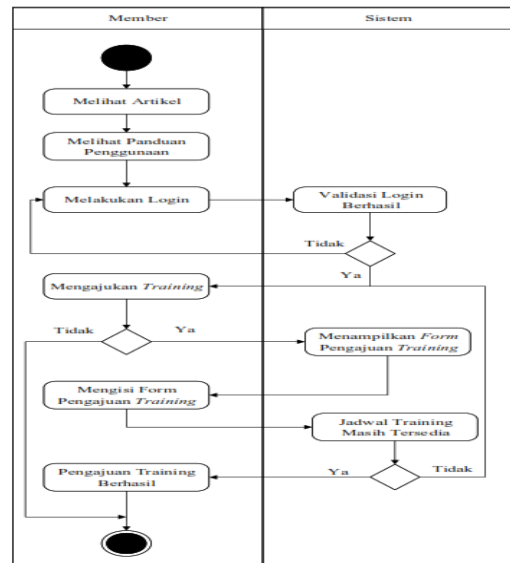 Member
Sistem
Melihat Artikel
Melihat Panduan
Penggunaan
Melakukan Login
Validasi Login
Berhasil
Tidak
Ya
Mengajukan Training
Tidak
Ya
Menampilkan Form
Pengajuan Training
Mengisi Form
Pengajuan Training
Jadwal Training
Masih Tersedia
Pengajuan Training
Berhasil
Ya
Tidak